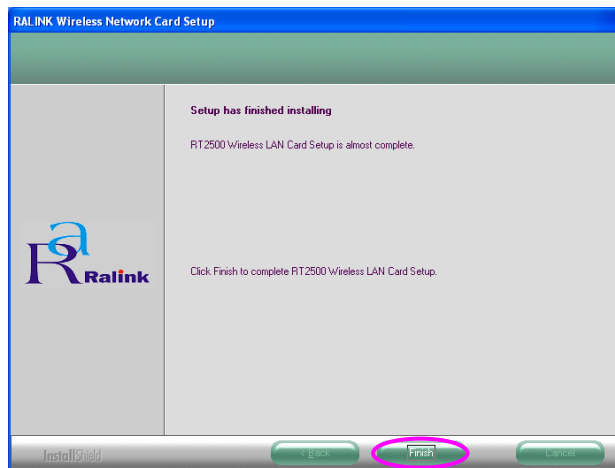 RALINK Wireless Network Card Setup
Setup has finished installing
RT2500 Wireless LAN Card Setup is almost complete.
Ra
Ralink
Click Finish to complete RT2500 Wireless LAN Card Setup.
InstallShield
< Back
Finish
Cancel